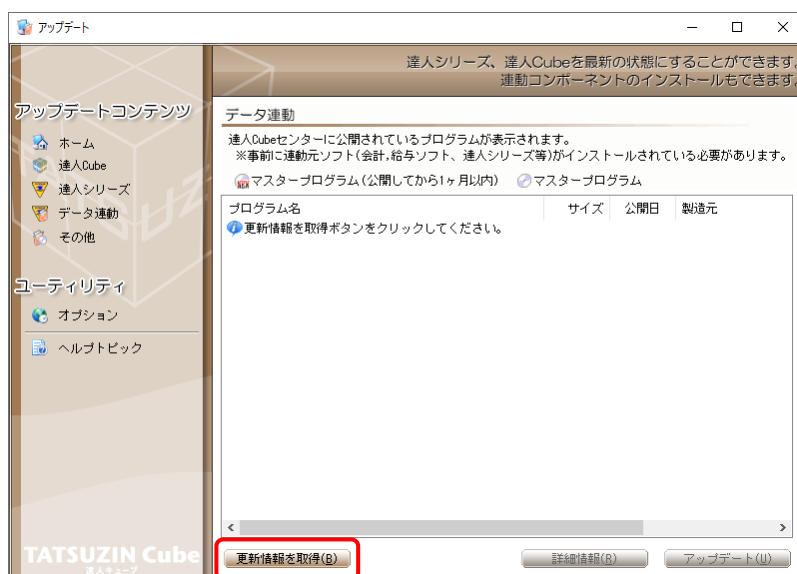 アップデート
達人シリーズ、達人Cubeを最新の状態にすることができます。
連動コンポーネントのインストールもできます。
アップデートコンテンツ
ホーム
達人Cube
達人シリーズ
データ連動
その他
ユーティリティ
オプション
ヘルプトピック
データ連動
達人Cubeセンターに公開されているプログラムが表示されます。
※事前に連動元ソフト(会計,給与ソフト、達人シリーズ等)がインストールされている必要があります。
マスタープログラム(公開してから1ヶ月以内) マスタープログラム
プログラム名 サイズ 公開日 製造元
更新情報を取得ボタンをクリックしてください。
更新情報を取得(B) 詳細情報(R) アップデート(U)
TATSUZIN Cube
達人キューブ